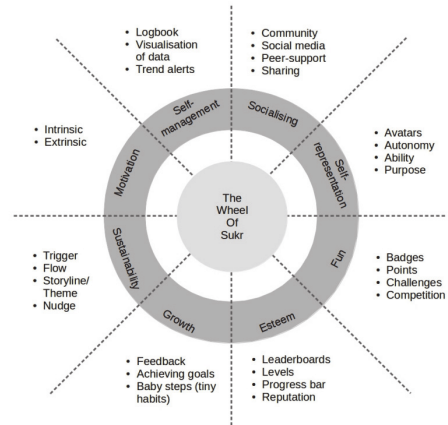 • Logbook
• Visualisation
of data
• Trend alerts
• Community
• Social media
• Peer-support
• Sharing
• Avatars
• Autonomy
• Ability
• Purpose
• Badges
• Points
• Challenges
• Competition
• Leaderboards
• Levels
• Progress bar
• Reputation
• Feedback
• Achieving goals
• Baby steps (tiny
habits)
• Trigger
• Flow
• Storyline/
Theme
• Nudge
• Intrinsic
• Extrinsic
Self-
management
Socialising
Self-
representation
Fun
Esteem
Growth
Sustainability
Motivation
The
Wheel
Of
Sukr